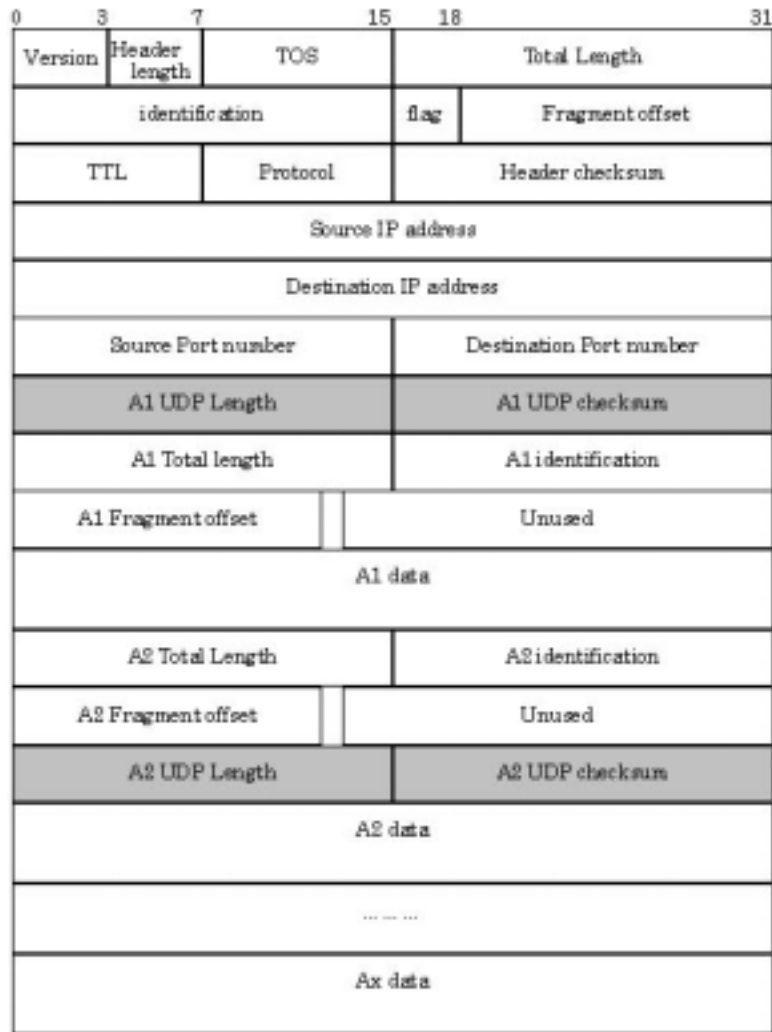 0 3 7 15 18 31
Version Header length TOS Total Length
identification flag Fragment offset
TTL Protocol Header checksum
Source IP address
Destination IP address
Source Port number Destination Port number
A1 UDP Length A1 UDP checksum
A1 Total length A1 identification
A1 Fragment offset Unused
A1 data
A2 Total Length A2 identification
A2 Fragment offset Unused
A2 UDP Length A2 UDP checksum
A2 data
... ... ...
Ax data